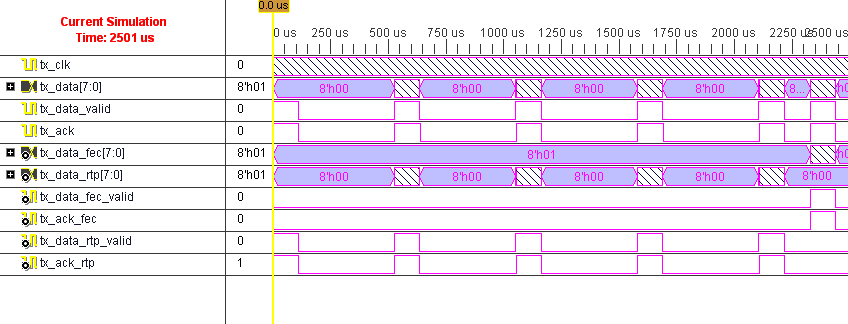 0.0 us
Current Simulation
Time: 2501 us
0 us 250 us 500 us 750 us 1000 us 1250 us 1500 us 1750 us 2000 us 2250 us 2500 us
tx_clk 0
tx_data[7:0] 8'h01 8'h00 8'h00 8'h00 8'h00 8...
tx_data_valid 0
tx_ack 0
tx_data_fec[7:0] 8'h01 8'h01
tx_data_rtp[7:0] 8'h01 8'h00 8'h00 8'h00 8'h00 8'h00
tx_data_fec_valid 0
tx_ack_fec 0
tx_data_rtp_valid 0
tx_ack_rtp 1